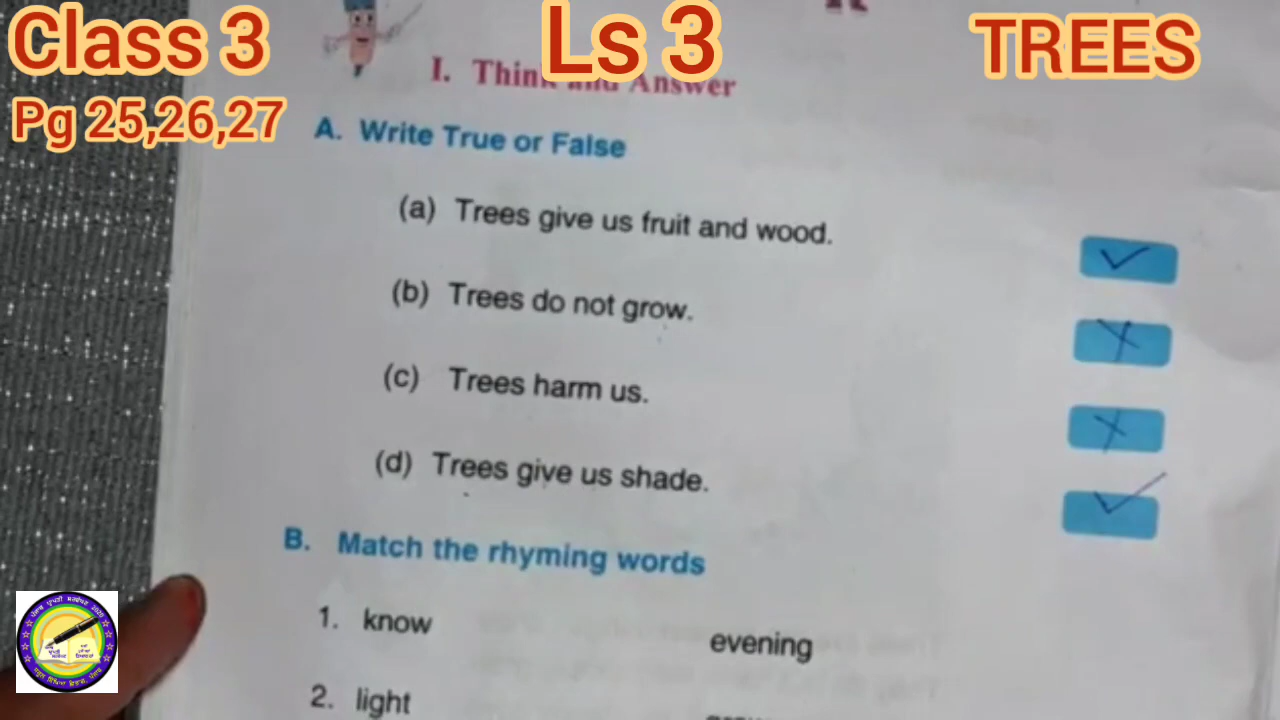 Class 3
Ls 3
TREES
Pg 25,26,27
I. Think and Answer
A. Write True or False
(a) Trees give us fruit and wood. ✓
(b) Trees do not grow. ✗
(c) Trees harm us. ✗
(d) Trees give us shade. ✓
B. Match the rhyming words
1. know
evening
2. light